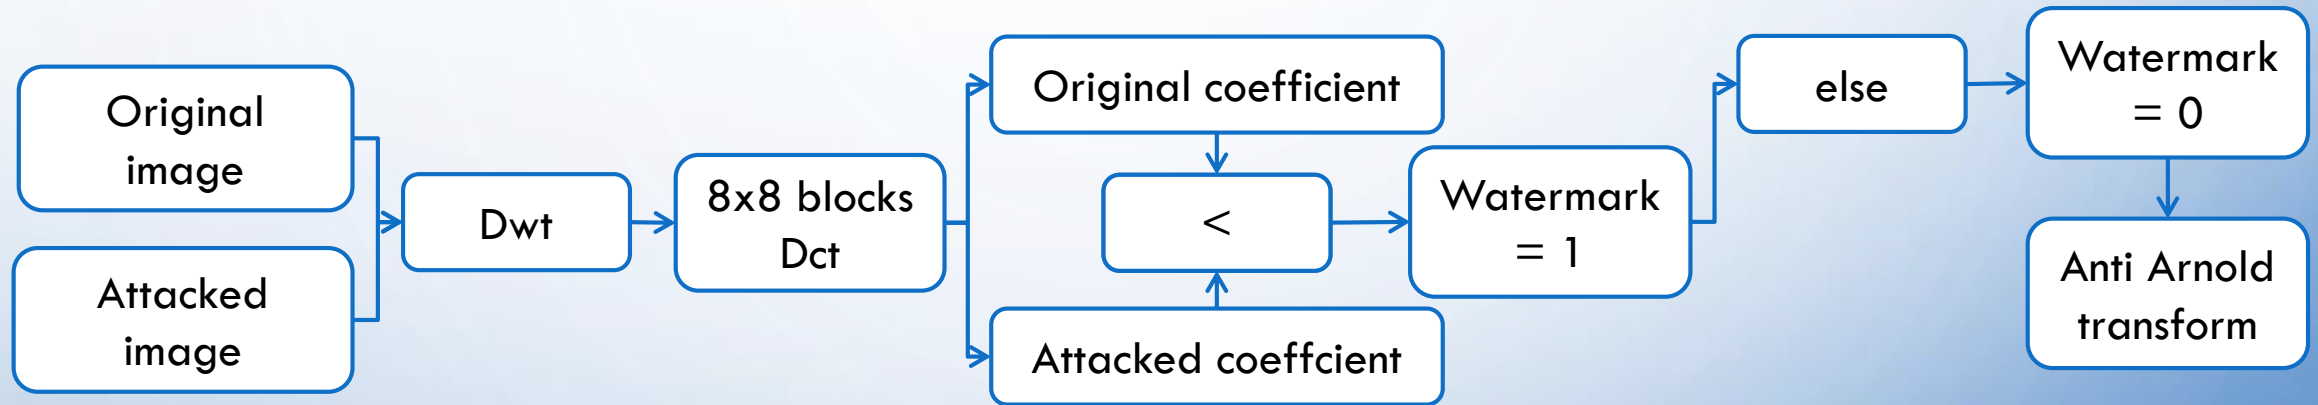 Original
image
Attacked
image
Dwt
8x8 blocks
Dct
Original coefficient
<
Attacked coeffcient
Watermark
= 1
else
Watermark
= 0
Anti Arnold
transform